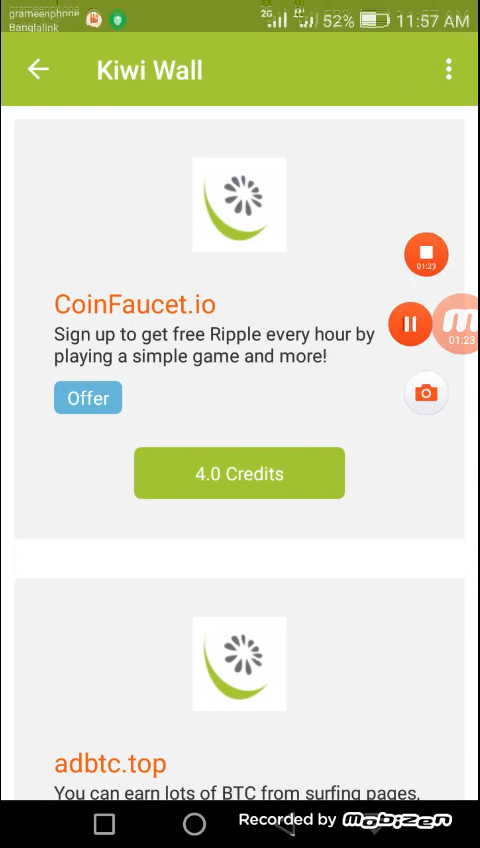 grameenphone
Banglalink
2G
52%
11:57 AM
Kiwi Wall
01:23
01:23
CoinFaucet.io
Sign up to get free Ripple every hour by
playing a simple game and more!
Offer
4.0 Credits
adbtc.top
You can earn lots of BTC from surfing pages,
Recorded by mobizen